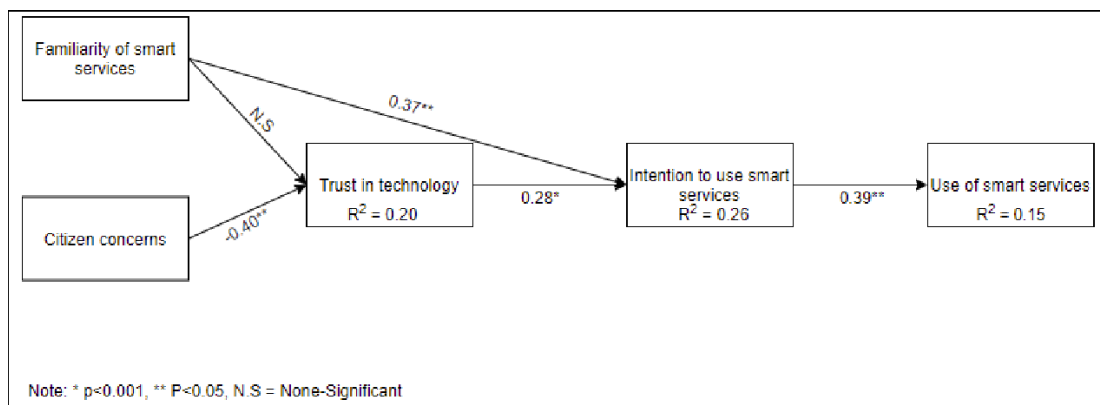 Familiarity of smart
services
0.37**
N.S
Trust in technology
R² = 0.20
0.28*
Intention to use smart
services
R² = 0.26
0.39**
Use of smart services
R² = 0.15
Citizen concerns
-0.40**
Note: * p<0.001, ** P<0.05, N.S = None-Significant